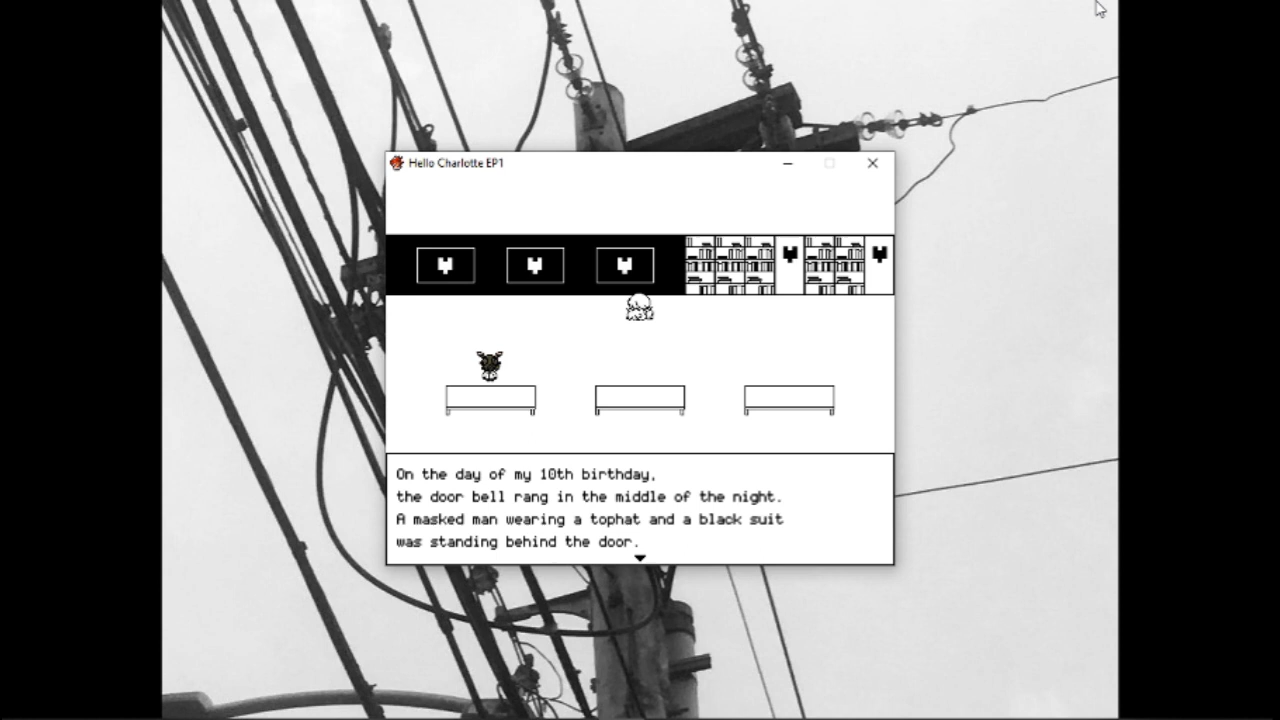 Hello Charlotte EP1
On the day of my 10th birthday,
the door bell rang in the middle of the night.
A masked man wearing a tophat and a black suit
was standing behind the door.